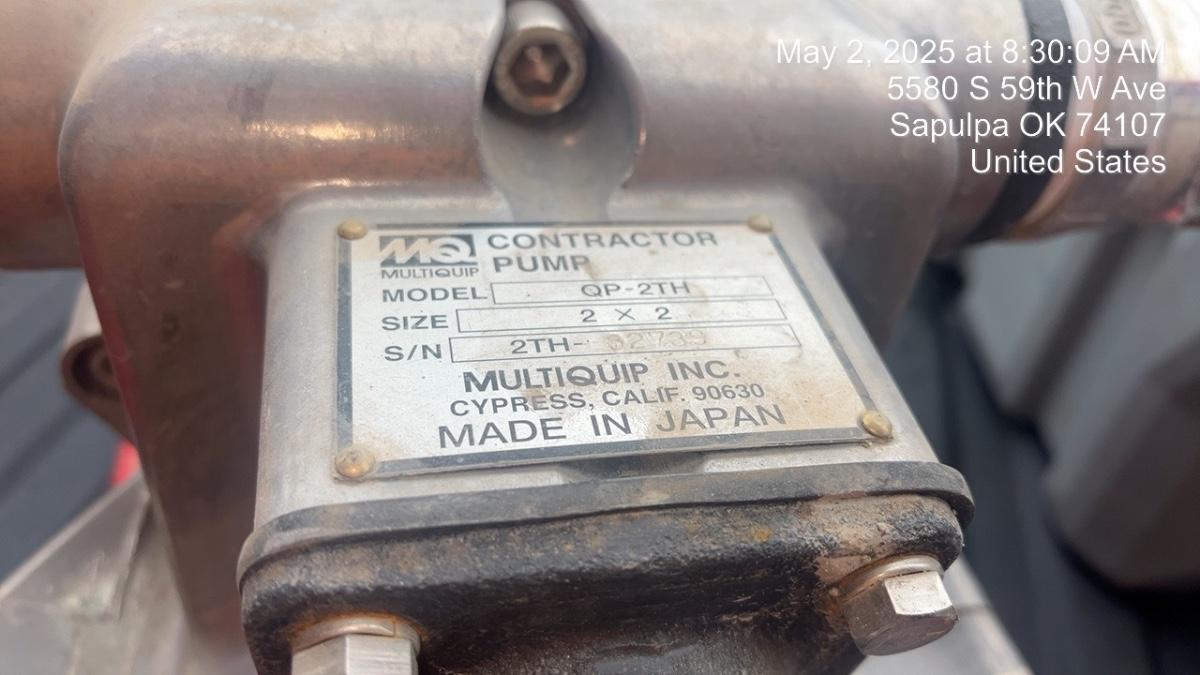 May 2, 2025 at 8:30:09 AM
5580 S 59th W Ave
Sapulpa OK 74107
United States
MQ CONTRACTOR
MULTIQUIP PUMP
MODEL QP-2TH
SIZE 2 X 2
S/N 2TH-
MULTIQUIP INC.
CYPRESS, CALIF. 90630
MADE IN JAPAN